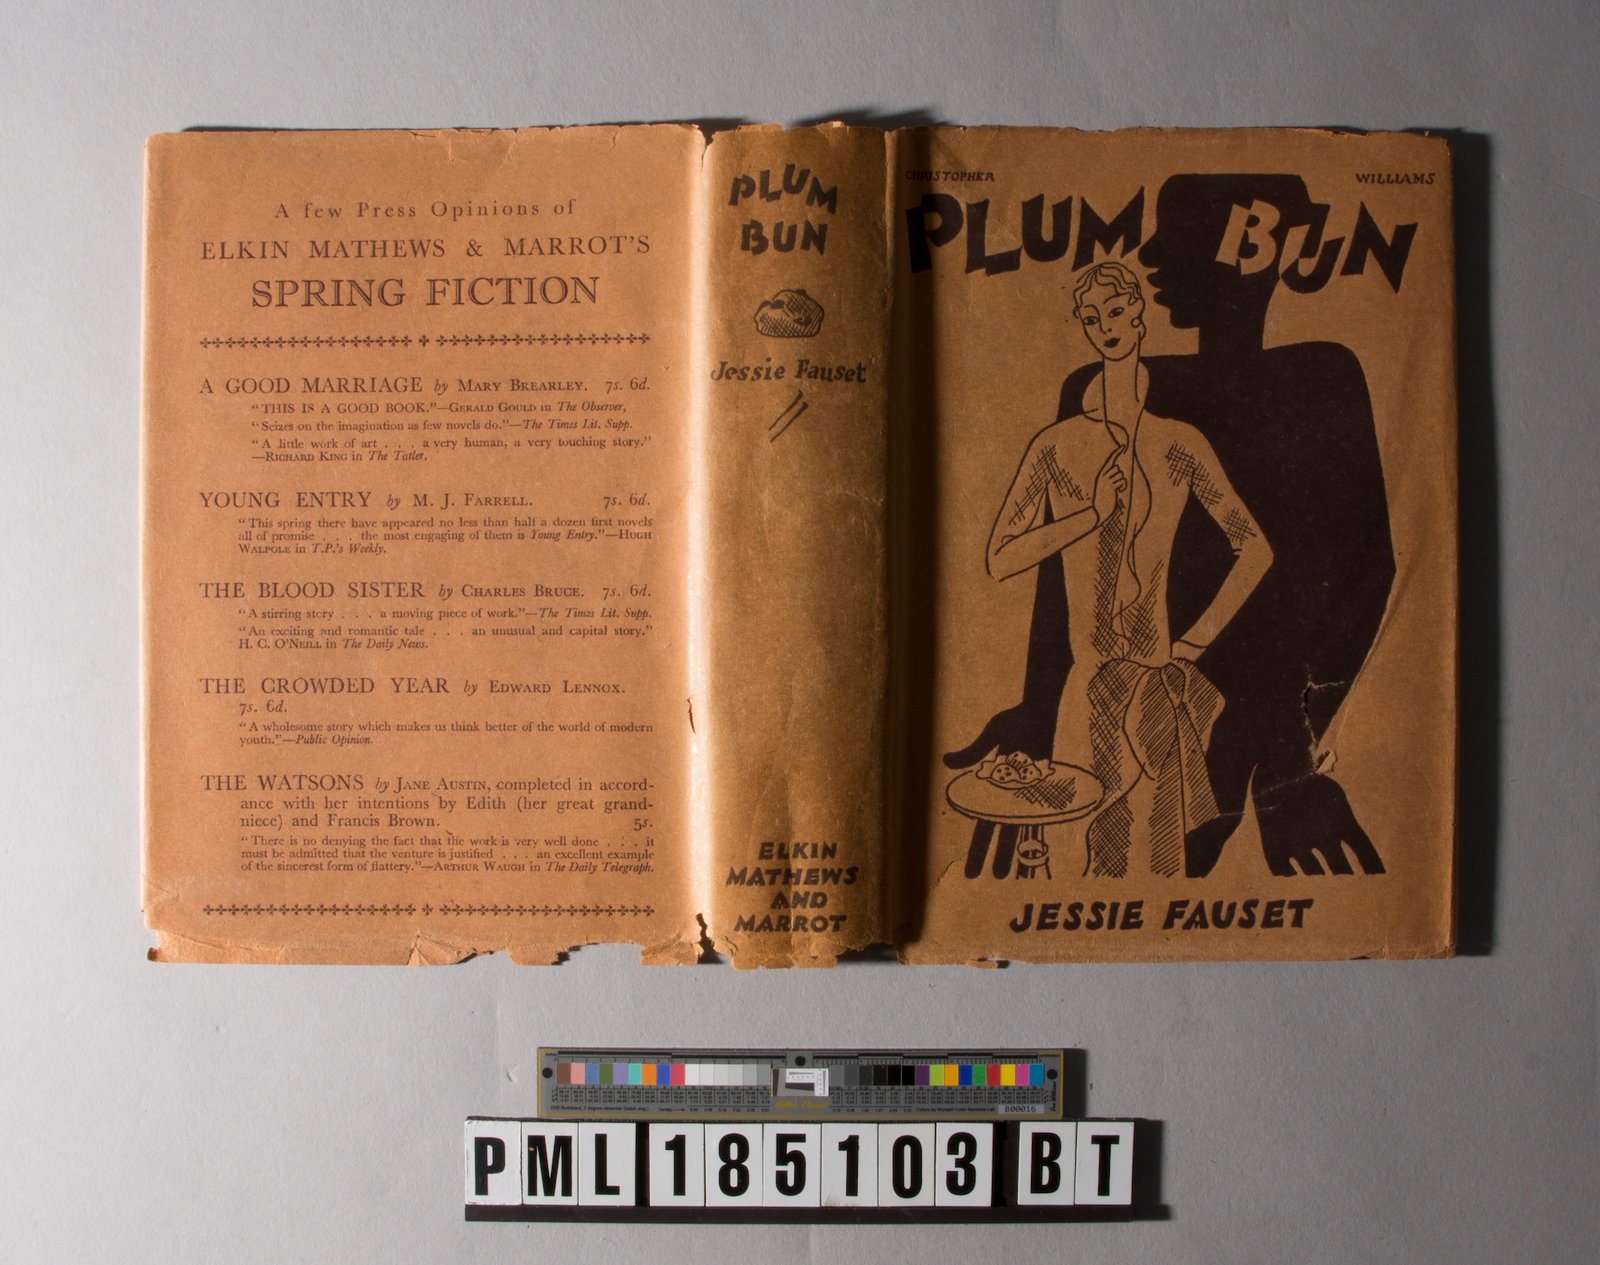 A few Press Opinions of
ELKIN MATHEWS & MARROT'S
SPRING FICTION
A GOOD MARRIAGE by MARY BREARLEY. 7s. 6d.
"THIS IS A GOOD BOOK."—GERALD GOULD in The Observer,
"Seizes on the imagination as few novels do."—The Times Lit. Supp.
"A little work of art . . . a very human, a very touching story."
—RICHARD KING in The Tatler.
YOUNG ENTRY by M. J. FARRELL. 7s. 6d.
"This spring there have appeared no less than half a dozen first novels
all of promise . . . the most engaging of them is Young Entry."—HUGH
WALPOLE in T.P.'s Weekly.
THE BLOOD SISTER by CHARLES BRUCE. 7s. 6d.
"A stirring story . . . a moving piece of work."—The Times Lit. Supp.
"An exciting and romantic tale . . . an unusual and capital story."
H. C. O'NEILL in The Daily News.
THE CROWDED YEAR by EDWARD LENNOX.
7s. 6d.
"A wholesome story which makes us think better of the world of modern
youth."—Public Opinion.
THE WATSONS by JANE AUSTIN, completed in accord-
ance with her intentions by Edith (her great grand-
niece) and Francis Brown. 5s.
"There is no denying the fact that the work is very well done . . . it
must be admitted that the venture is justified . . . an excellent example
of the sincerest form of flattery."—ARTHUR WAUGH in The Daily Telegraph.
PLUM
BUN
Jessie Fauset
ELKIN
MATHEWS
AND
MARROT
CHRISTOPHER WILLIAMS
PLUM BUN
JESSIE FAUSET
B00016
PML 185103 BT